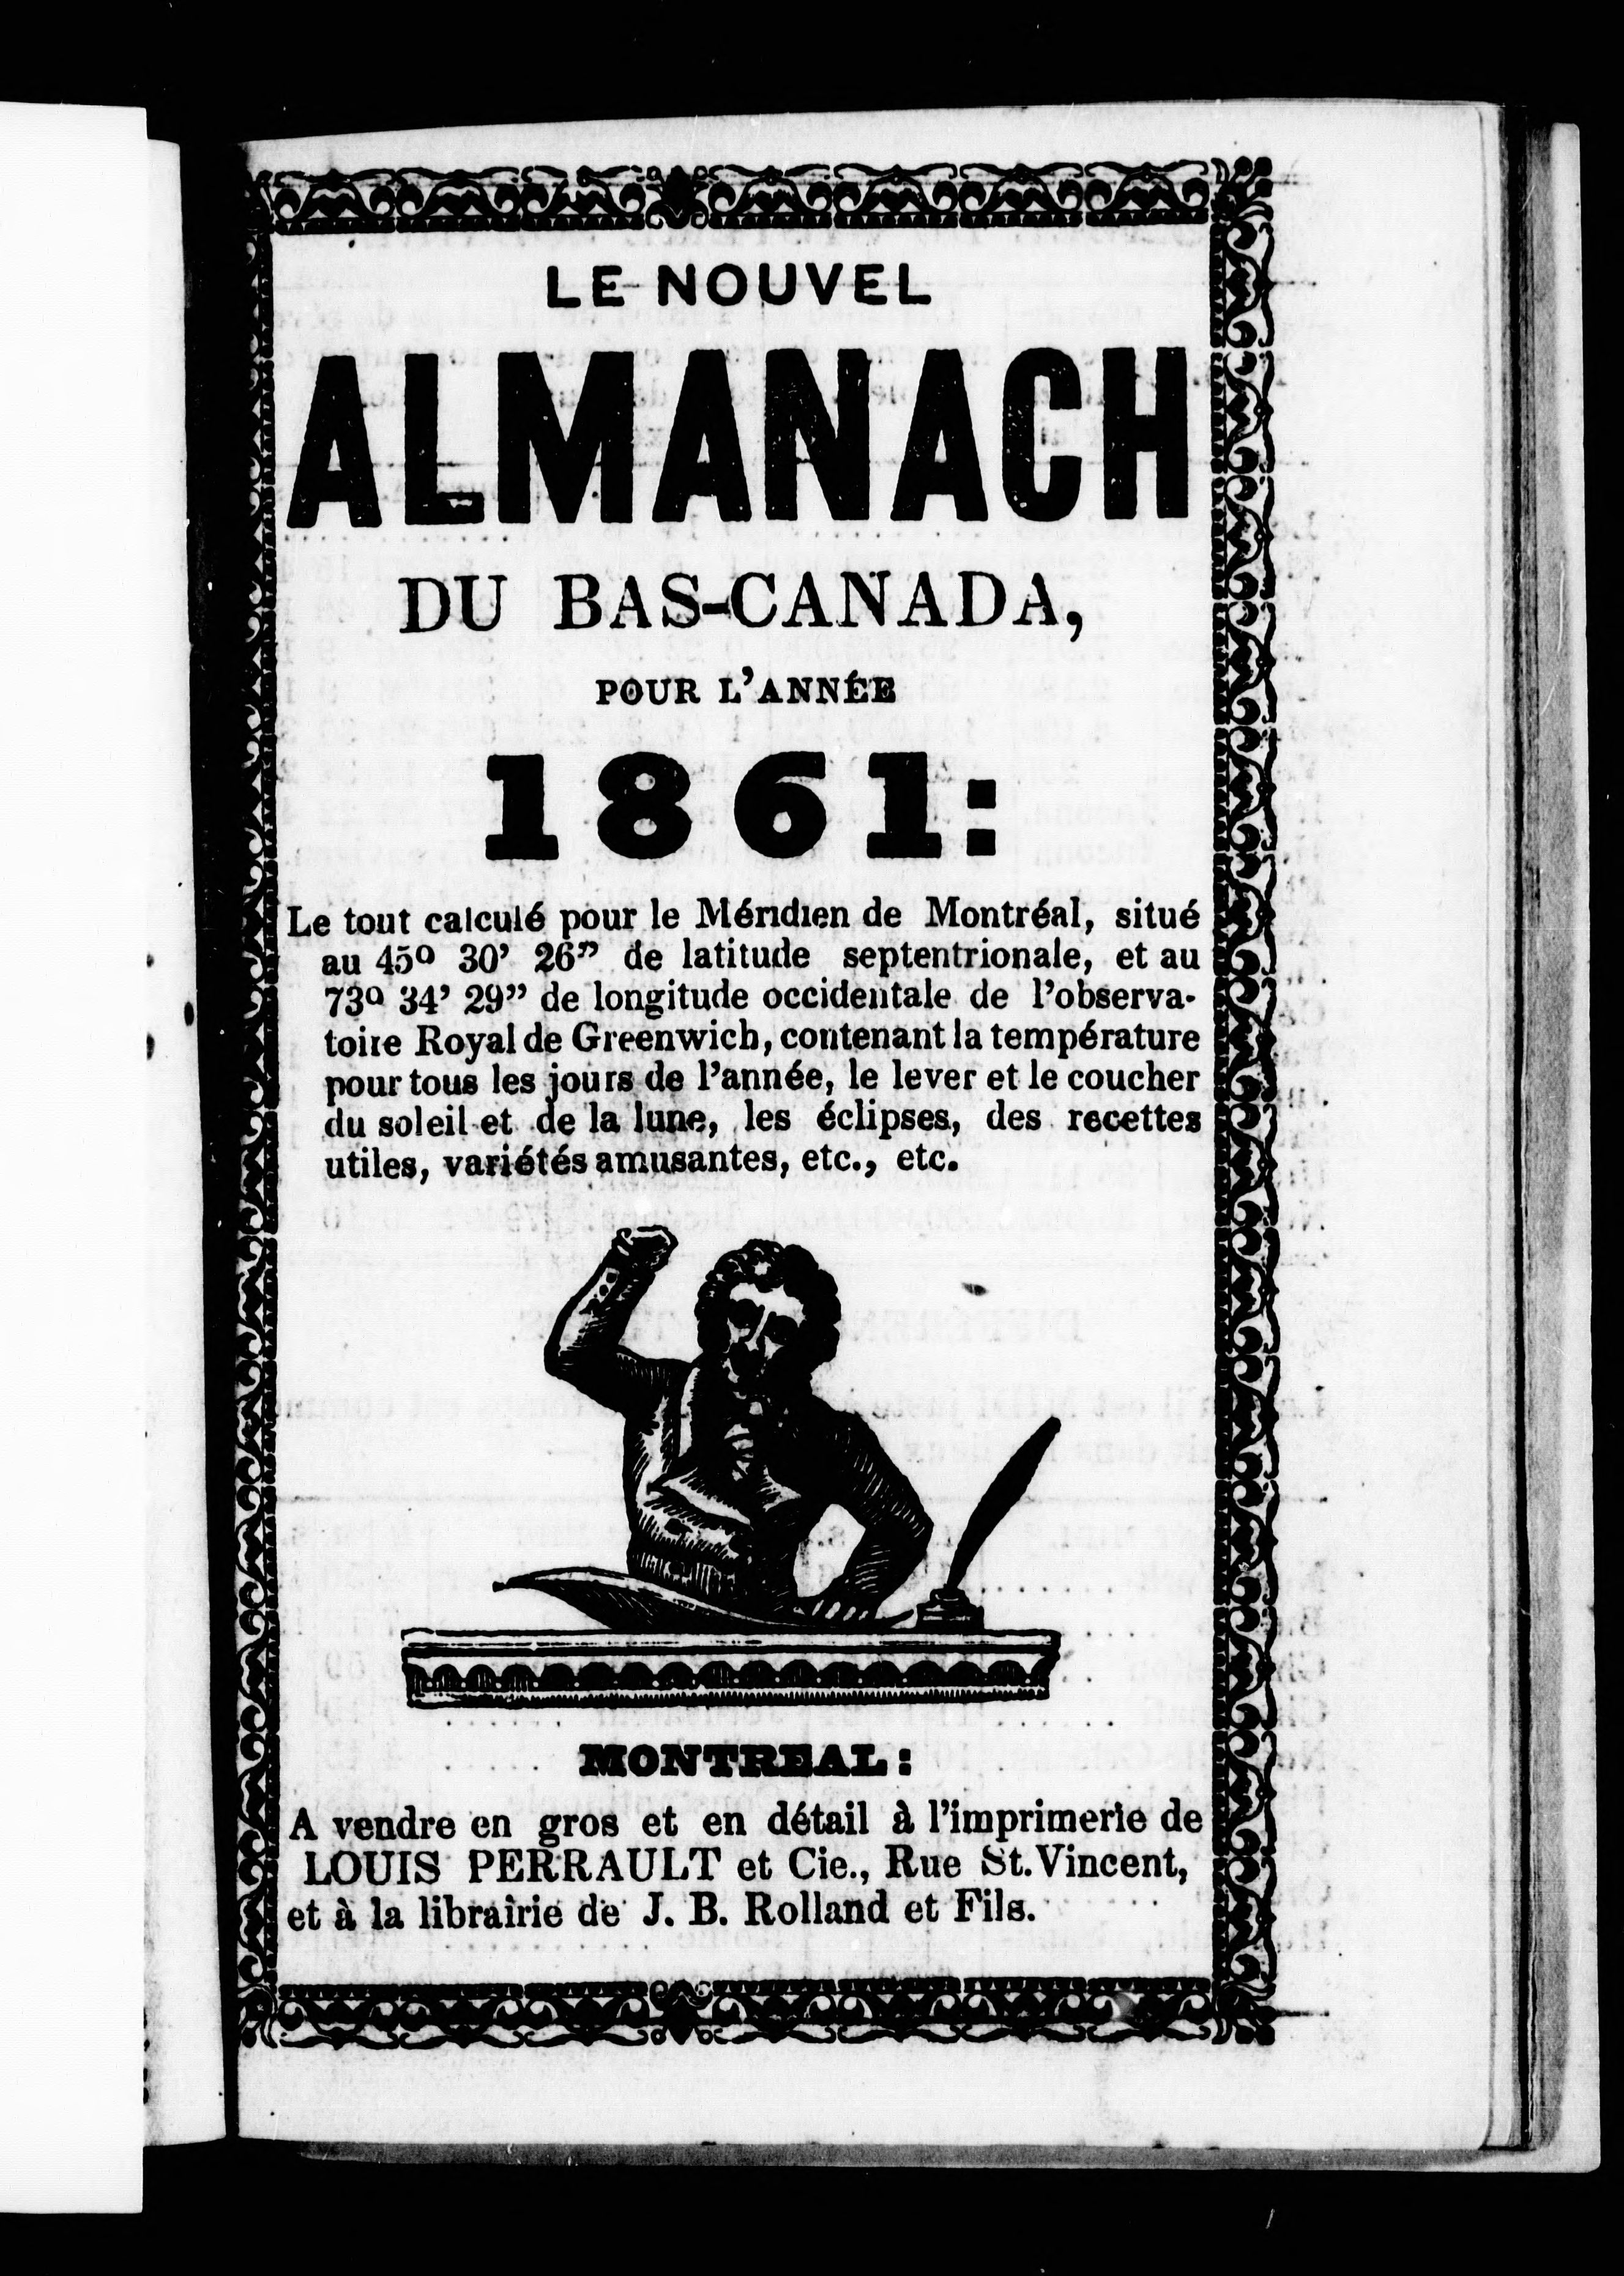 LE NOUVEL
ALMANACH
DU BAS-CANADA,
POUR L'ANNÉE
1861:
Le tout calculé pour le Méridien de Montréal, situé
au 45º 30' 26" de latitude septentrionale, et au
73º 34' 29" de longitude occidentale de l'observa-
toire Royal de Greenwich, contenant la température
pour tous les jours de l'année, le lever et le coucher
du soleil et de la lune, les éclipses, des recettes
utiles, variétés amusantes, etc., etc.
MONTREAL:
A vendre en gros et en détail à l'imprimerie de
LOUIS PERRAULT et Cie., Rue St. Vincent,
et à la librairie de J. B. Rolland et Fils.